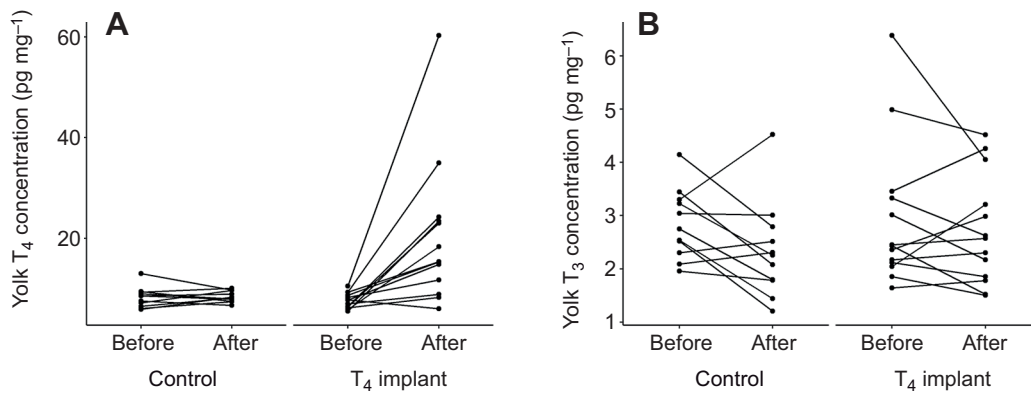 A
Yolk T₄ concentration (pg mg⁻¹)
60
40
20
Before After Before After
Control T₄ implant
B
Yolk T₃ concentration (pg mg⁻¹)
6
5
4
3
2
1
Before After Before After
Control T₄ implant